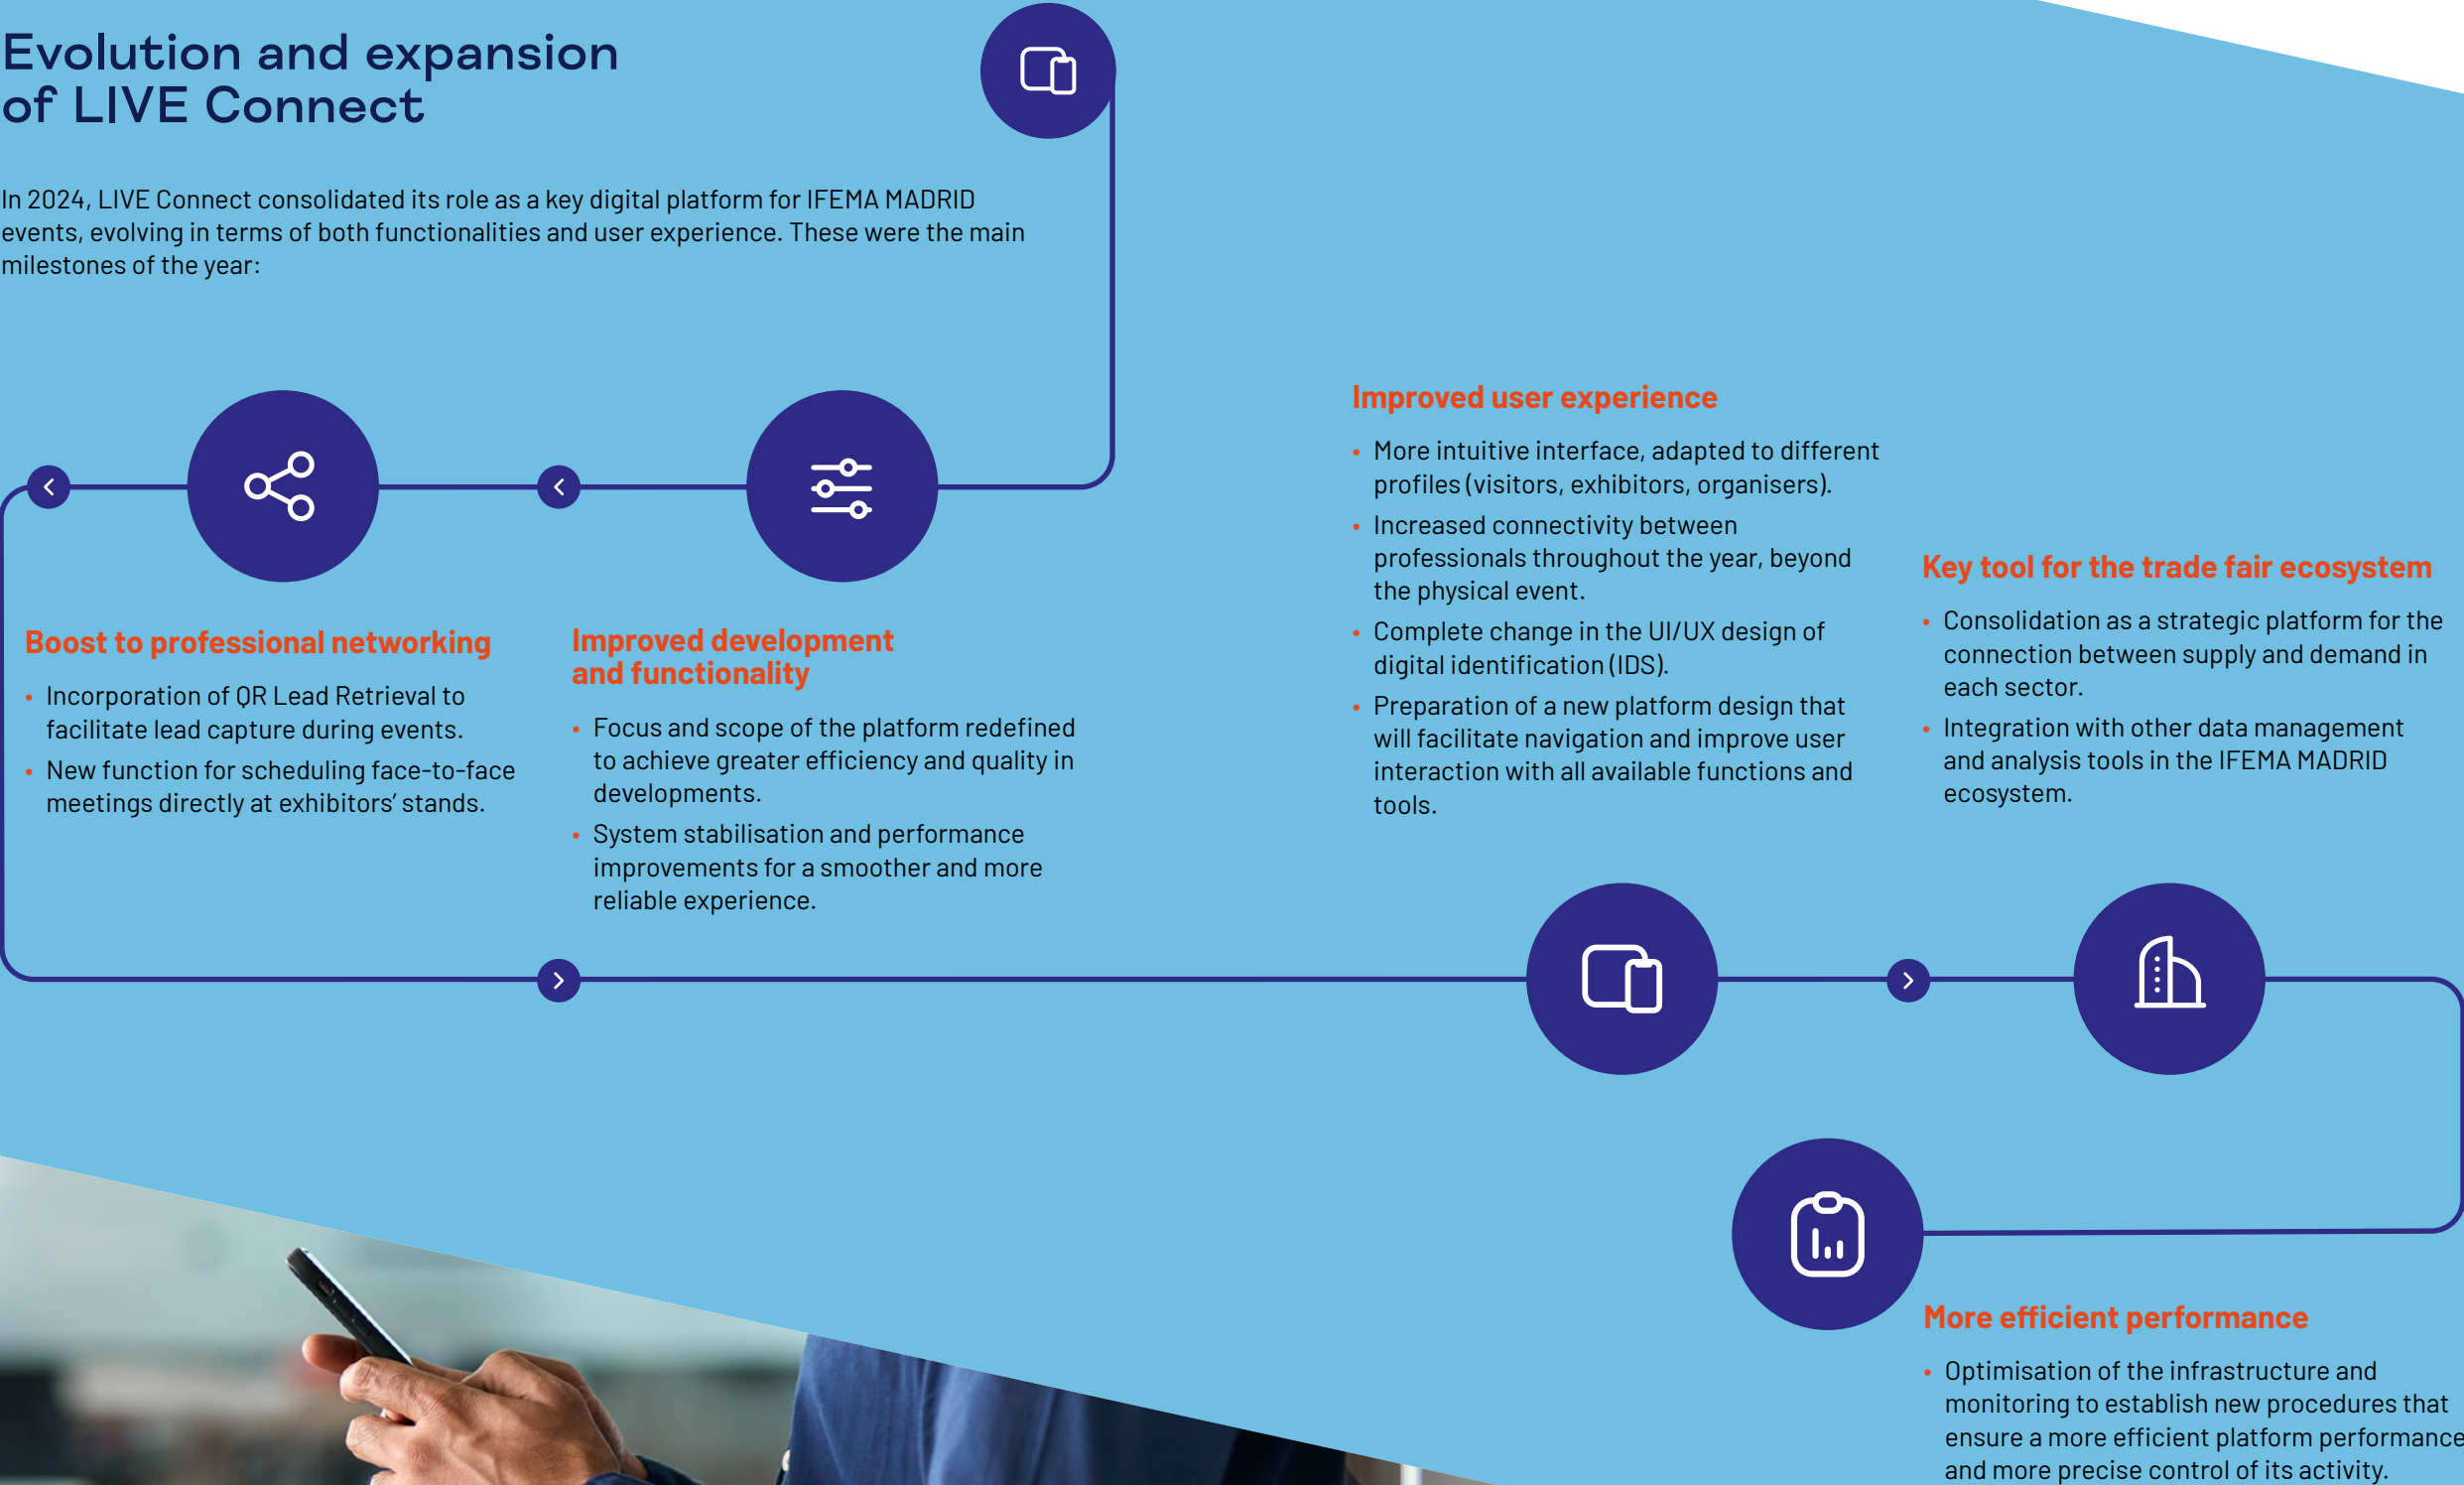 Evolution and expansion
of LIVE Connect
In 2024, LIVE Connect consolidated its role as a key digital platform for IFEMA MADRID
events, evolving in terms of both functionalities and user experience. These were the main
milestones of the year:
Boost to professional networking
• Incorporation of QR Lead Retrieval to
facilitate lead capture during events.
• New function for scheduling face-to-face
meetings directly at exhibitors’ stands.
Improved development
and functionality
• Focus and scope of the platform redefined
to achieve greater efficiency and quality in
developments.
• System stabilisation and performance
improvements for a smoother and more
reliable experience.
Improved user experience
• More intuitive interface, adapted to different
profiles (visitors, exhibitors, organisers).
• Increased connectivity between
professionals throughout the year, beyond
the physical event.
• Complete change in the UI/UX design of
digital identification (IDS).
• Preparation of a new platform design that
will facilitate navigation and improve user
interaction with all available functions and
tools.
Key tool for the trade fair ecosystem
• Consolidation as a strategic platform for the
connection between supply and demand in
each sector.
• Integration with other data management
and analysis tools in the IFEMA MADRID
ecosystem.
More efficient performance
• Optimisation of the infrastructure and
monitoring to establish new procedures that
ensure a more efficient platform performance
and more precise control of its activity.